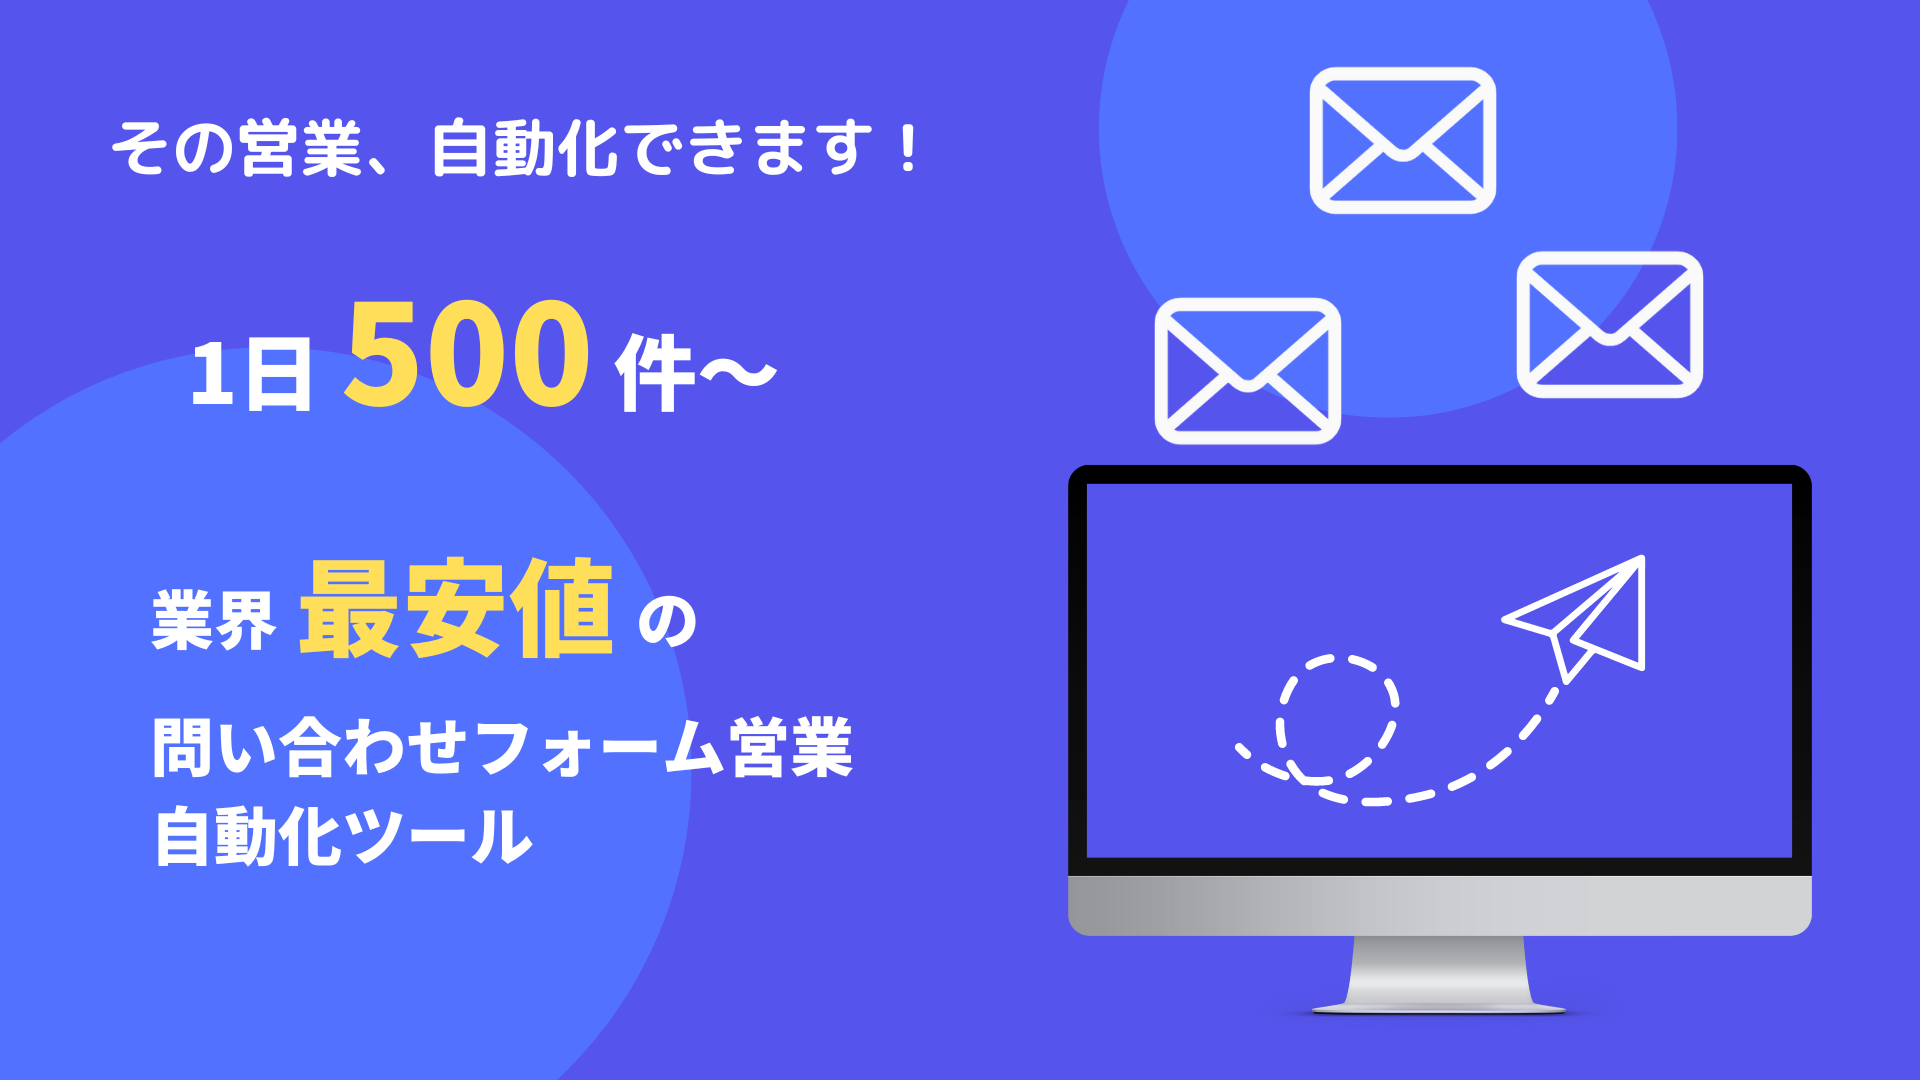 その営業、自動化できます！
1日 500 件〜
業界 最安値 の
問い合わせフォーム営業
自動化ツール